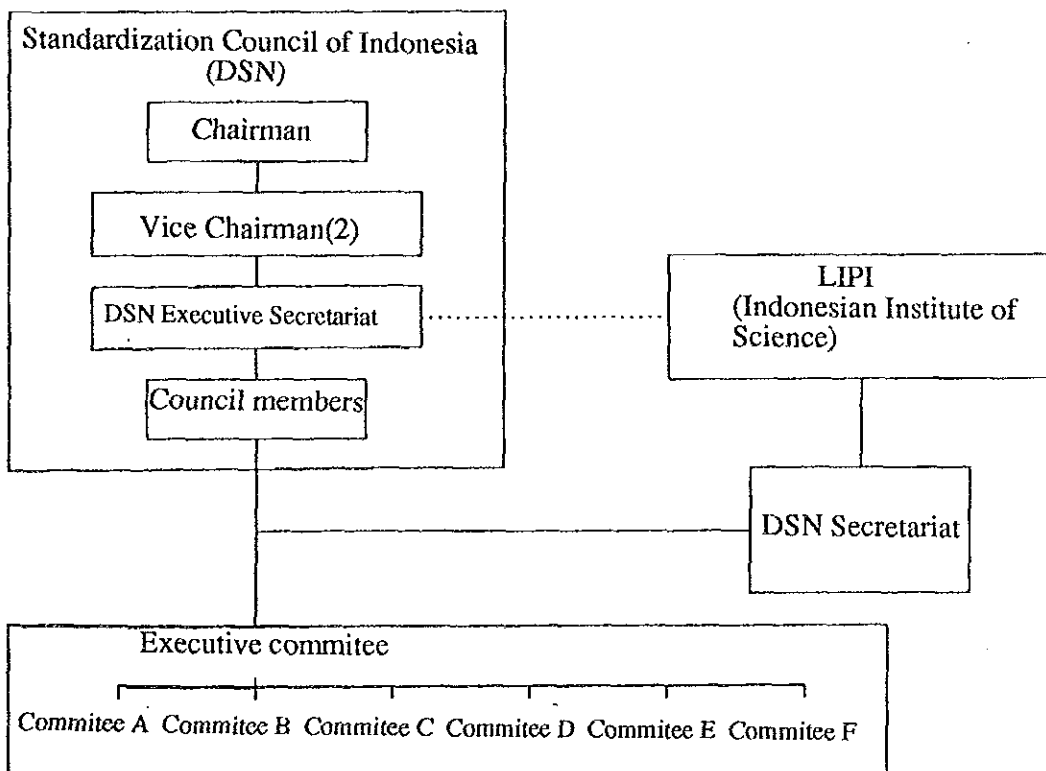 Standardization Council of Indonesia
(DSN)
Chairman
Vice Chairman(2)
DSN Executive Secretariat
Council members
LIPI
(Indonesian Institute of
Science)
DSN Secretariat
Executive commitee
Commitee A Commitee B Commitee C Commitee D Commitee E Commitee F